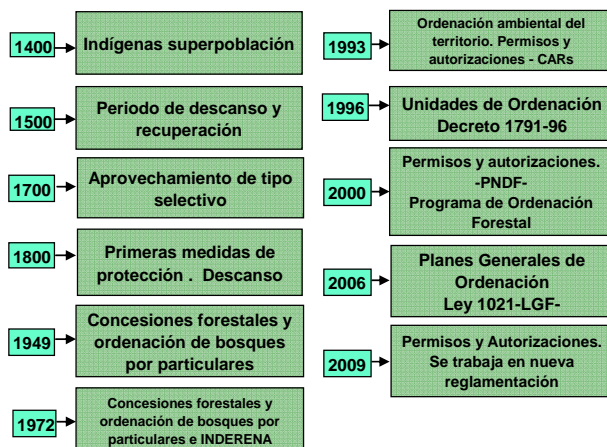 1400
Indígenas superpoblación
1500
Periodo de descanso y
recuperación
1700
Aprovechamiento de tipo
selectivo
1800
Primeras medidas de
protección . Descanso
1949
Concesiones forestales y
ordenación de bosques
por particulares
1972
Concesiones forestales y
ordenación de bosques por
particulares e INDERENA
1993
Ordenación ambiental del
territorio. Permisos y
autorizaciones - CARs
1996
Unidades de Ordenación
Decreto 1791-96
2000
Permisos y autorizaciones.
-PNDF-
Programa de Ordenación
Forestal
2006
Planes Generales de
Ordenación
Ley 1021-LGF-
2009
Permisos y Autorizaciones.
Se trabaja en nueva
reglamentación